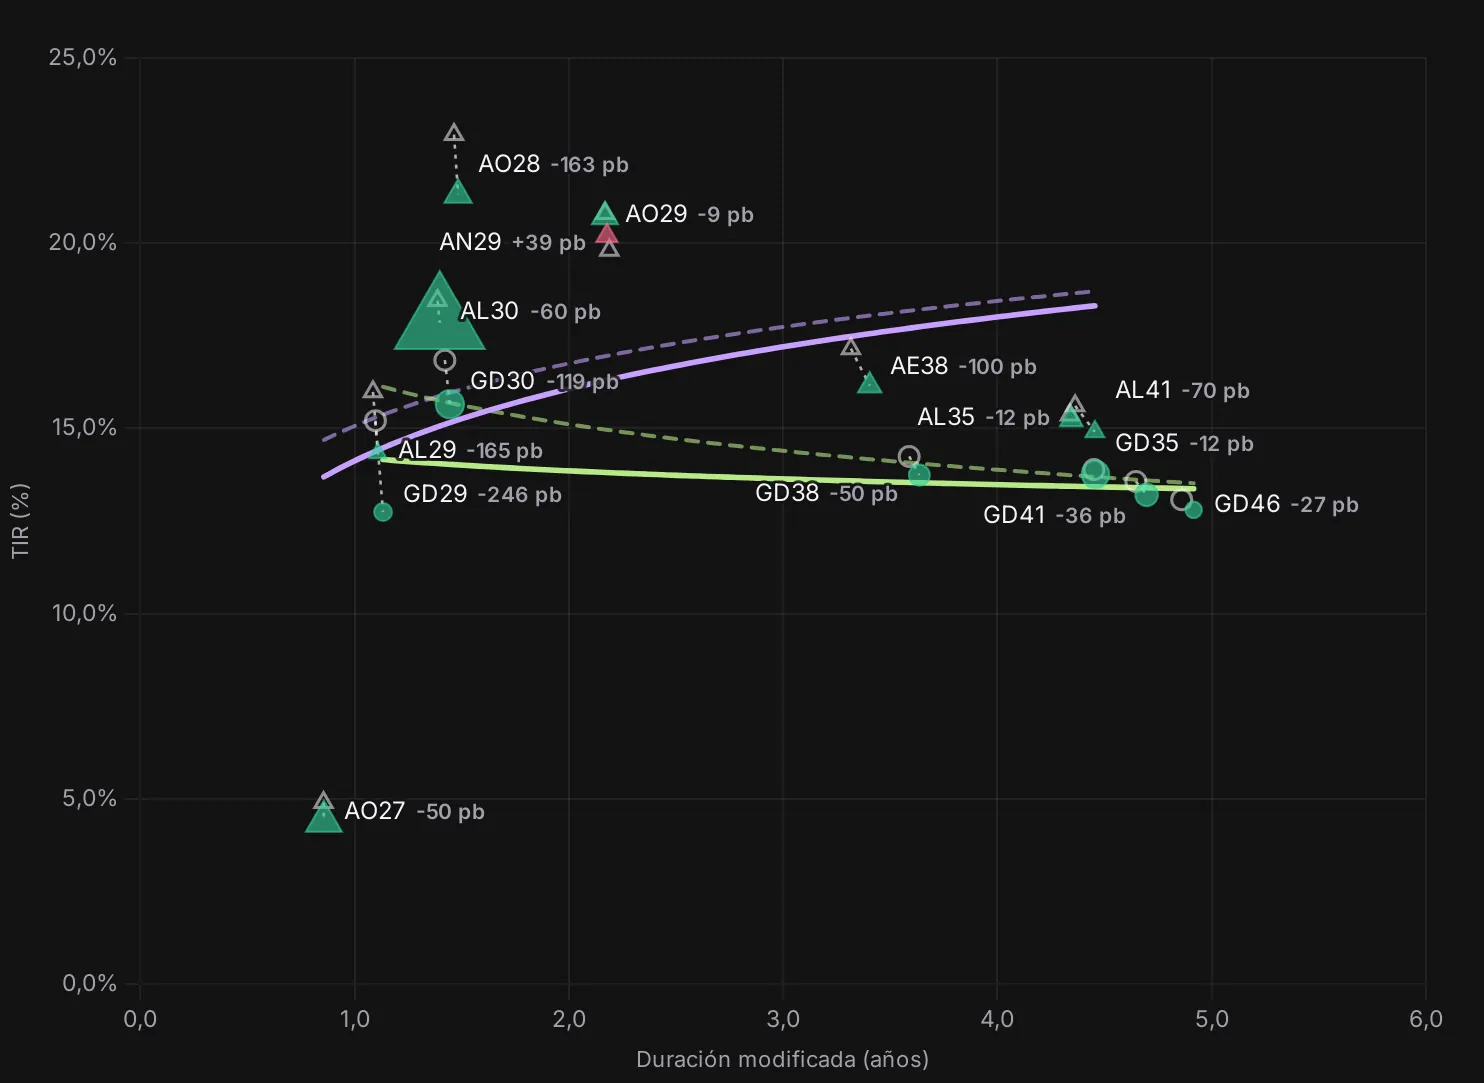 25,0%
AO28 -163 pb
AO29 -9 pb
20,0%
AN29 +39 pb
AL30 -60 pb
AE38 -100 pb
GD30 -119 pb
AL41 -70 pb
AL35 -12 pb
15,0%
GD35 -12 pb
AL29 -165 pb
GD29 -246 pb
GD38 -50 pb
GD46 -27 pb
GD41 -36 pb
TIR (%)
10,0%
5,0%
AO27 -50 pb
0,0%
0,0 1,0 2,0 3,0 4,0 5,0 6,0
Duración modificada (años)